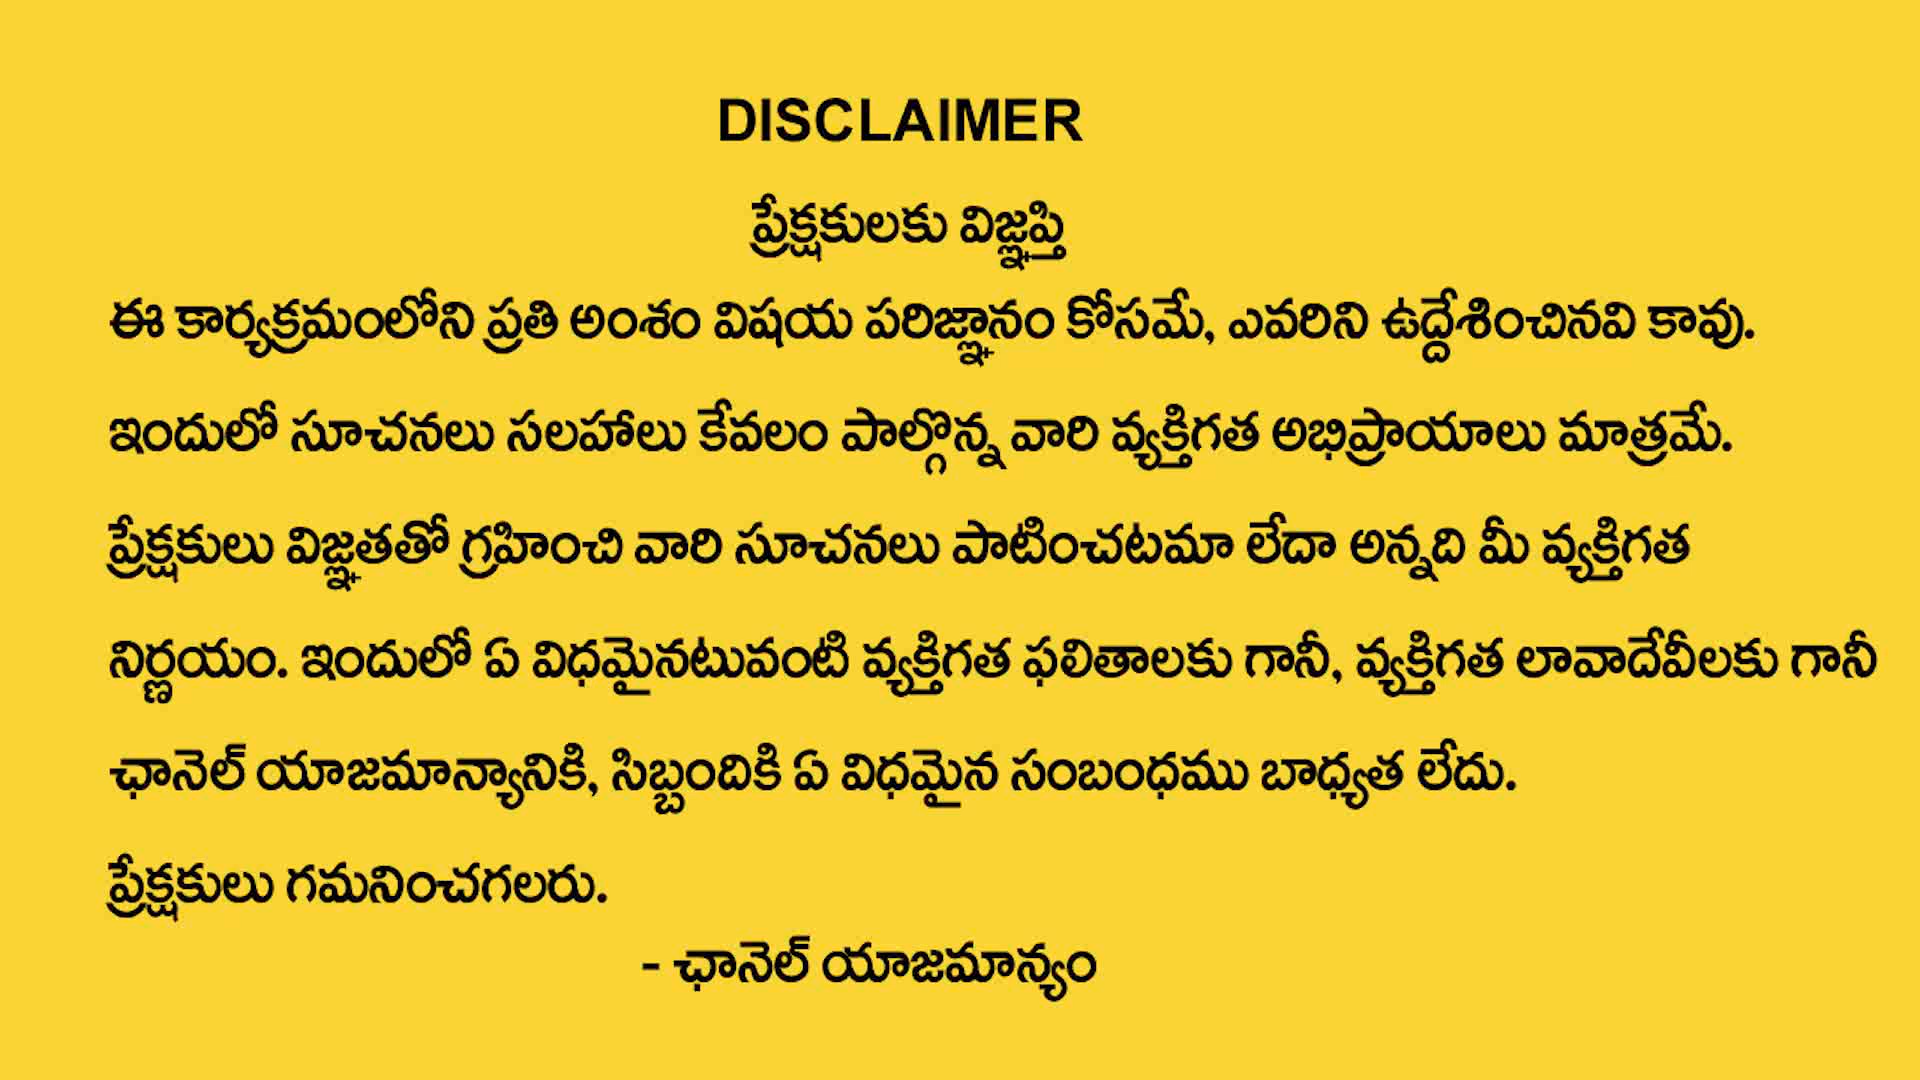 DISCLAIMER
ప్రేక్షకులకు విజ్ఞప్తి
ఈ కార్యక్రమంలోని ప్రతి అంశం విషయ పరిజ్ఞానం కోసమే, ఎవరిని ఉద్దేశించినవి కావు.
ఇందులో సూచనలు సలహాలు కేవలం పాల్గొన్న వారి వ్యక్తిగత అభిప్రాయాలు మాత్రమే.
ప్రేక్షకులు విజ్ఞతతో గ్రహించి వారి సూచనలు పాటించటమా లేదా అన్నది మీ వ్యక్తిగత
నిర్ణయం. ఇందులో ఏ విధమైనటువంటి వ్యక్తిగత ఫలితాలకు గానీ, వ్యక్తిగత లావాదేవీలకు గానీ
ఛానెల్ యాజమాన్యానికి, సిబ్బందికి ఏ విధమైన సంబంధము బాధ్యత లేదు.
ప్రేక్షకులు గమనించగలరు.
- ఛానెల్ యాజమాన్యం